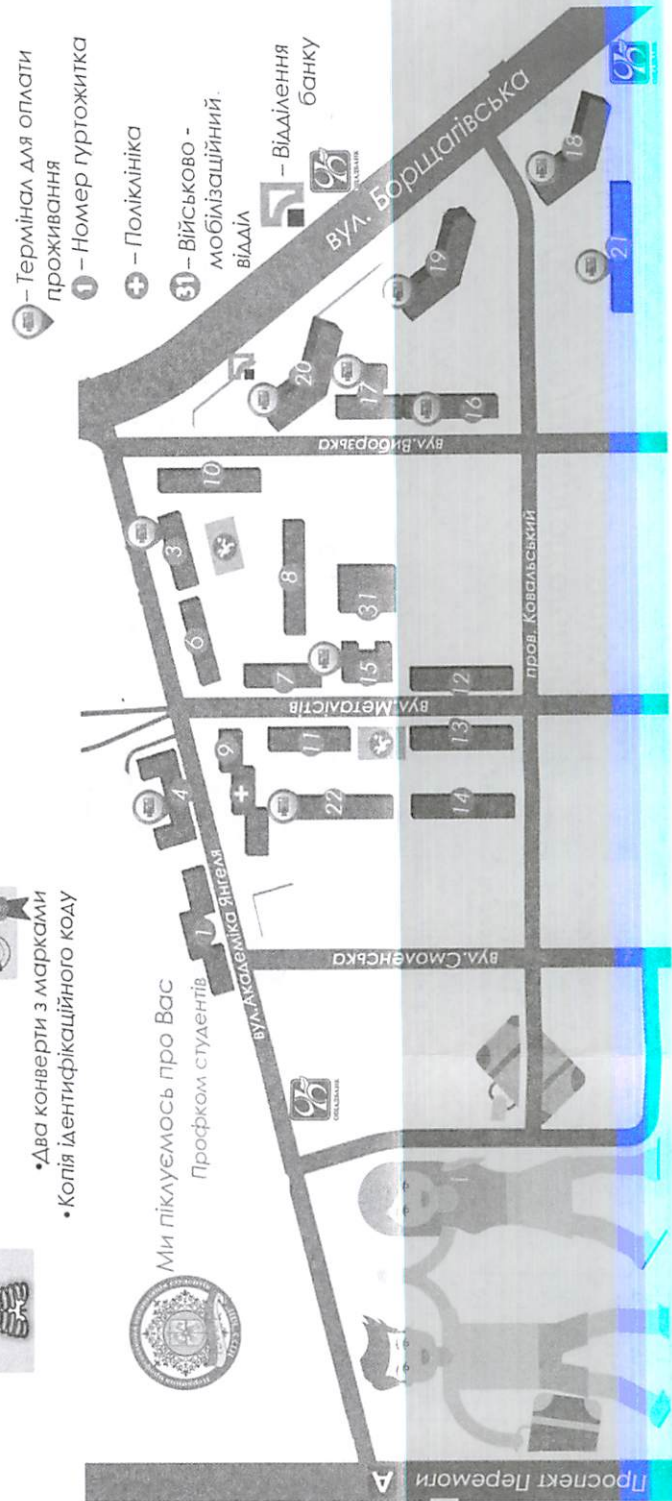 •Два конверти з марками
• Копія ідентифікаційного коду
Ми піклуємось про Вас
Профком студентів
– Термінал для оплати
проживання
1 – Номер гуртожитка
– Поліклініка
31 – Військово -
мобілізаційний
відділ
– Відділення
банку
вул. Борщагівська
вул. Академіка Янгеля
вул.Виборзька
вул.Металістів
вул.Смоленська
пров. Ковальський
Проспект Перемоги
А
1
4
9
22
11
14
13
6
3
10
7
8
15
31
12
20
17
16
19
18
21
ОЩАДБАНК